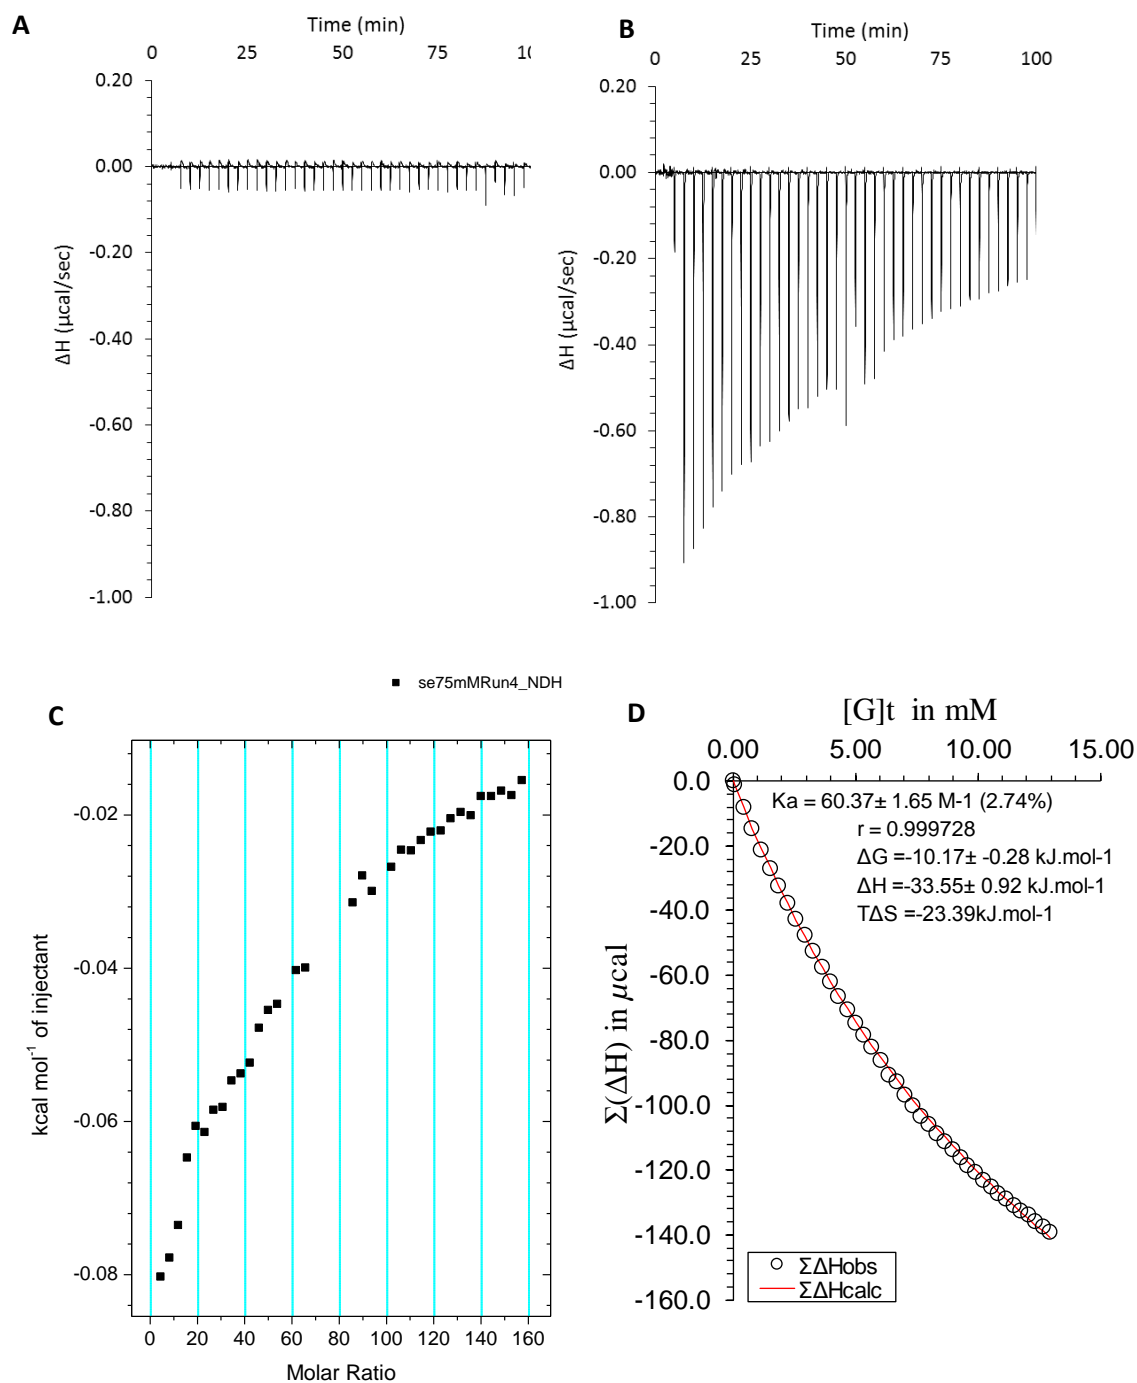 A
Time (min)
0 25 50 75 10
0.20
0.00
-0.20
-0.40
-0.60
-0.80
-1.00
ΔH (µcal/sec)
B
Time (min)
0 25 50 75 100
0.20
0.00
-0.20
-0.40
-0.60
-0.80
-1.00
ΔH (µcal/sec)
se75mMRun4_NDH
C
-0.02
-0.04
-0.06
-0.08
kcal mol⁻¹ of injectant
0 20 40 60 80 100 120 140 160
Molar Ratio
D
[G]t in mM
0.00 5.00 10.00 15.00
0.0
-20.0
-40.0
-60.0
-80.0
-100.0
-120.0
-140.0
-160.0
Σ(ΔH) in µcal
Ka = 60.37± 1.65 M-1 (2.74%)
r = 0.999728
ΔG =-10.17± -0.28 kJ.mol-1
ΔH =-33.55± 0.92 kJ.mol-1
TΔS =-23.39kJ.mol-1
ΣΔHobs
ΣΔHcalc